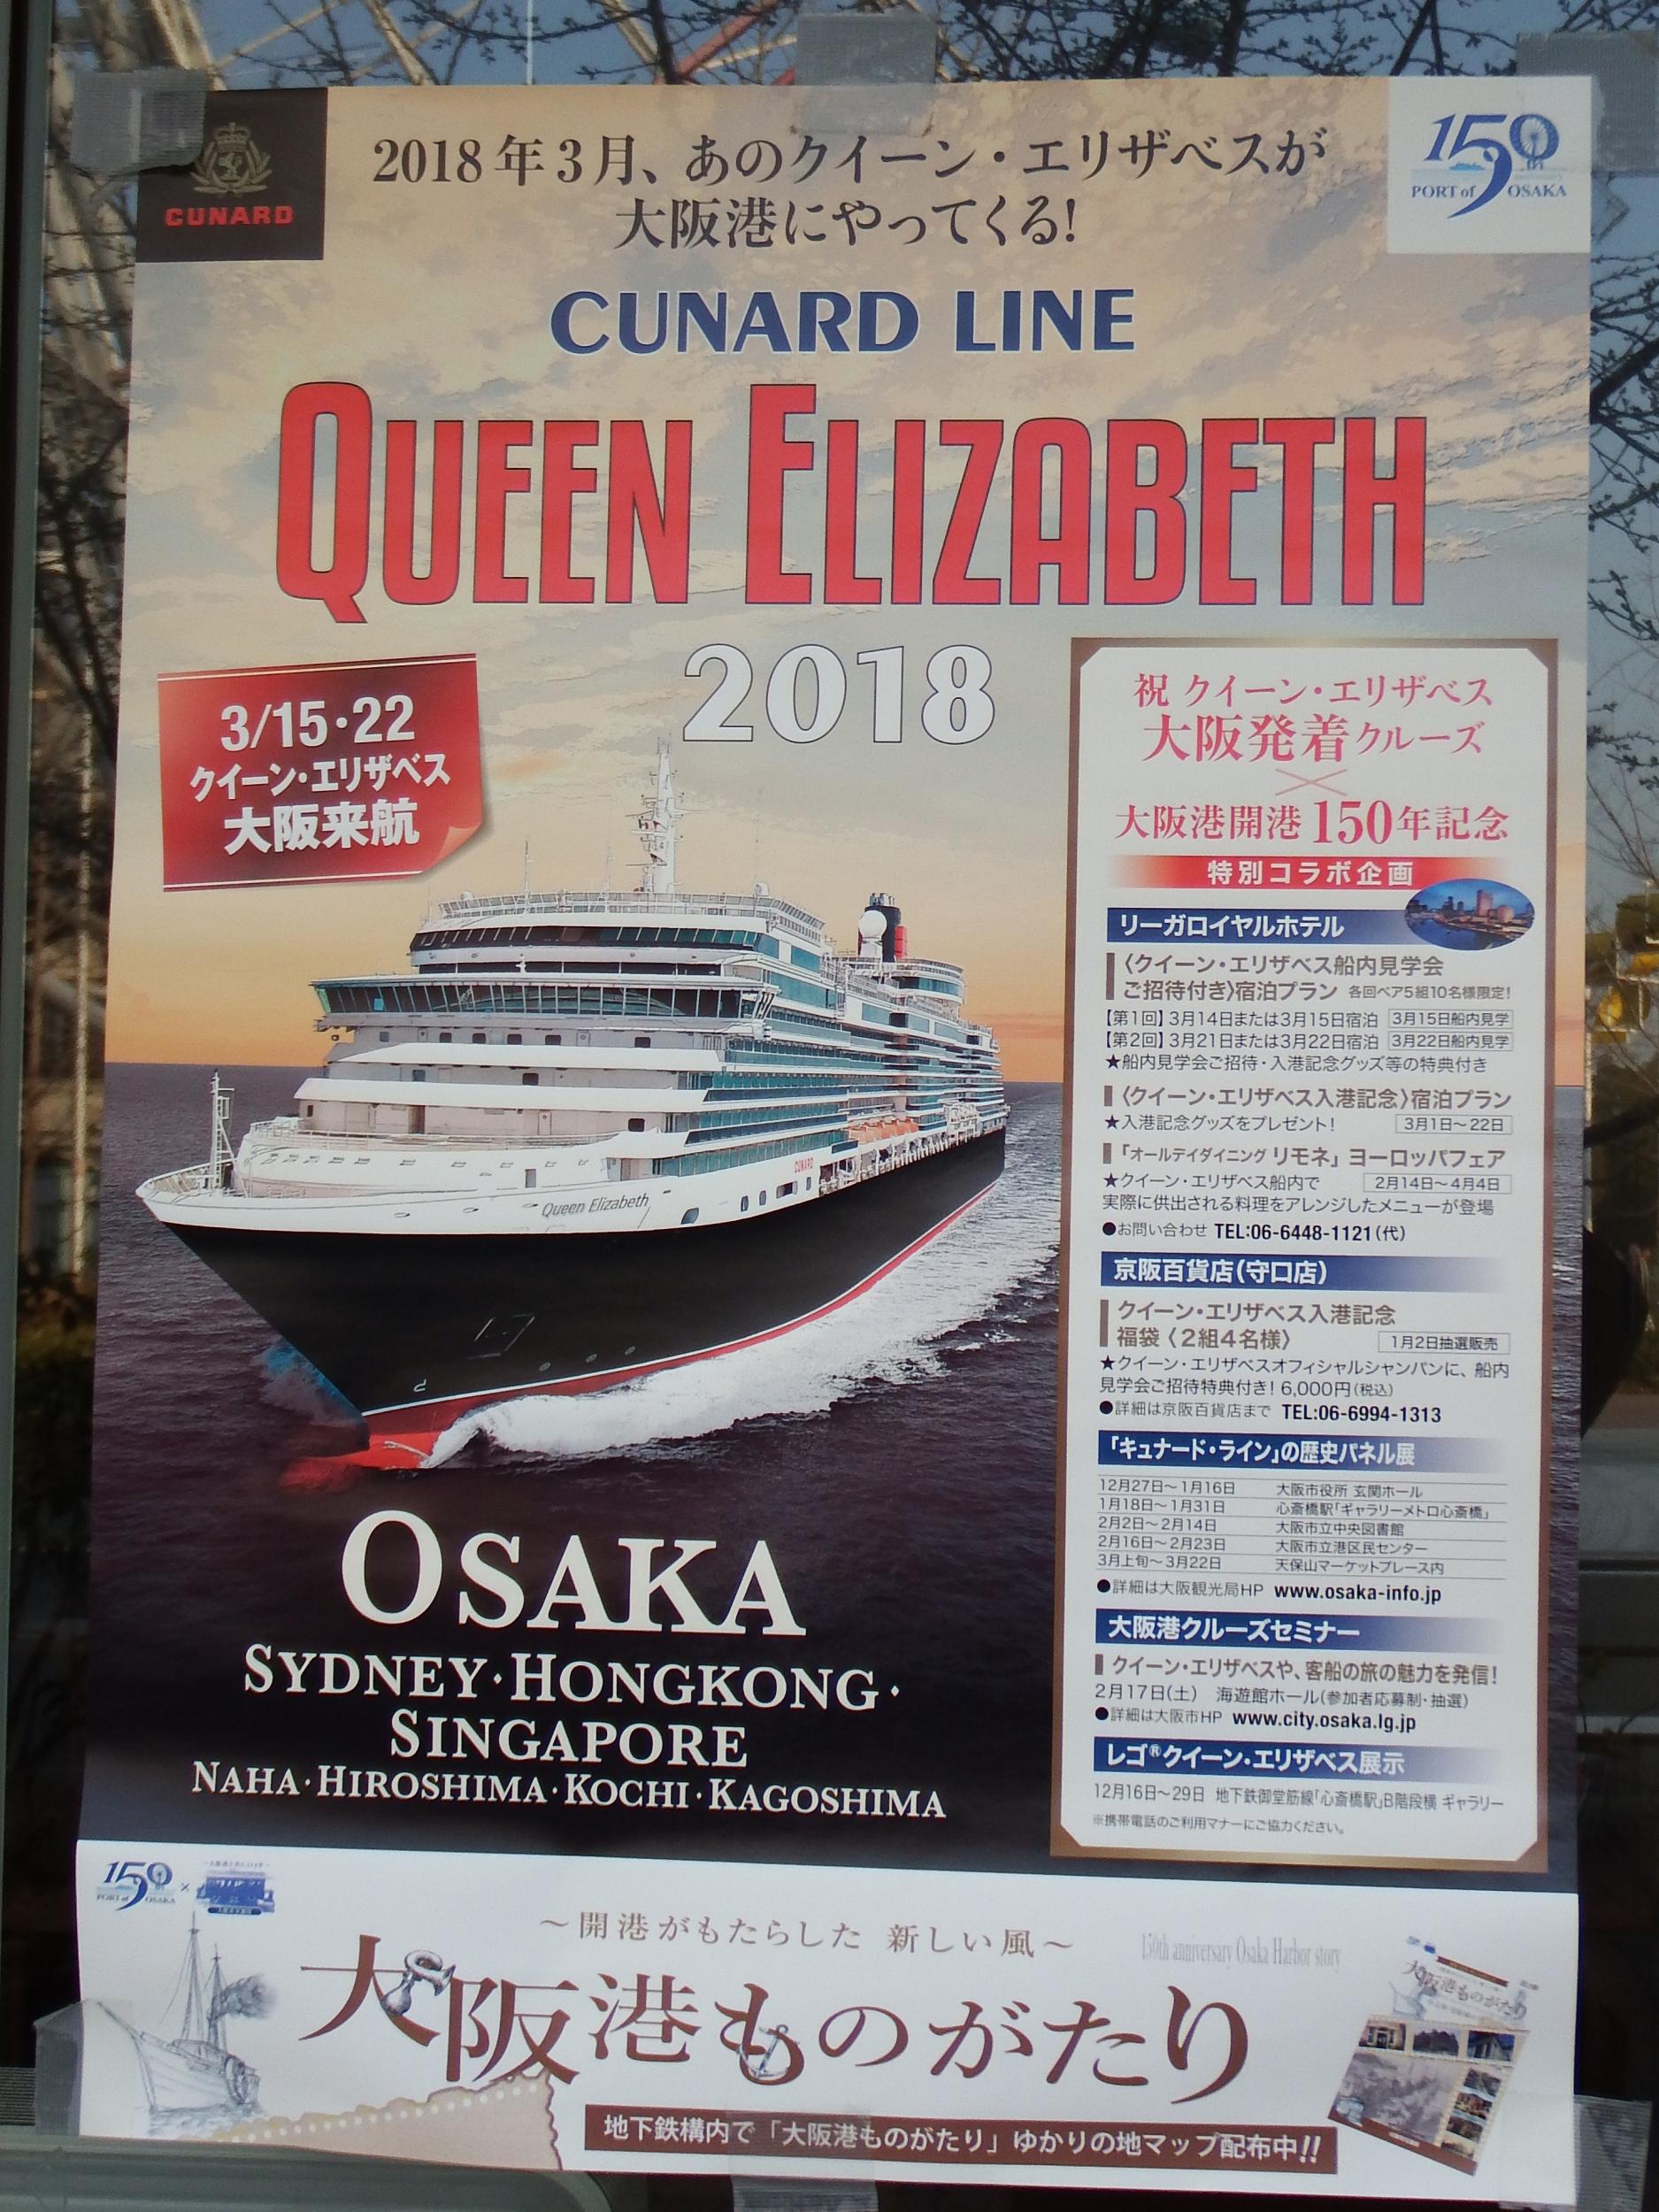 CUNARD
2018年3月、あのクイーン・エリザベスが
大阪港にやってくる!
150
PORT of OSAKA
CUNARD LINE
QUEEN ELIZABETH
2018
3/15・22
クイーン・エリザベス
大阪来航
CUNARD
Queen Elizabeth
OSAKA
SYDNEY・HONGKONG・
SINGAPORE
NAHA・HIROSHIMA・KOCHI・KAGOSHIMA
祝 クイーン・エリザベス
大阪発着クルーズ
×
大阪港開港150年記念
特別コラボ企画
リーガロイヤルホテル
〈クイーン・エリザベス船内見学会
ご招待付き〉宿泊プラン 各回ペア5組10名様限定!
【第1回】3月14日または3月15日宿泊 3月15日船内見学
【第2回】3月21日または3月22日宿泊 3月22日船内見学
★船内見学会ご招待・入港記念グッズ等の特典付き
〈クイーン・エリザベス入港記念〉宿泊プラン
★入港記念グッズをプレゼント! 3月1日〜22日
「オールデイダイニング リモネ」ヨーロッパフェア
★クイーン・エリザベス船内で 2月14日〜4月4日
実際に供出される料理をアレンジしたメニューが登場
●お問い合わせ TEL:06-6448-1121(代)
京阪百貨店(守口店)
クイーン・エリザベス入港記念
福袋〈2組4名様〉 1月2日抽選販売
★クイーン・エリザベスオフィシャルシャンパンに、船内
見学会ご招待特典付き! 6,000円(税込)
●詳細は京阪百貨店まで TEL:06-6994-1313
「キュナード・ライン」の歴史パネル展
12月27日〜1月16日 大阪市役所 玄関ホール
1月18日〜1月31日 心斎橋駅「ギャラリーメトロ心斎橋」
2月2日〜2月14日 大阪市立中央図書館
2月16日〜2月23日 大阪市立港区民センター
3月上旬〜3月22日 天保山マーケットプレース内
●詳細は大阪観光局HP www.osaka-info.jp
大阪港クルーズセミナー
クイーン・エリザベスや、客船の旅の魅力を発信!
2月17日(土) 海遊館ホール(参加者応募制・抽選)
●詳細は大阪市HP www.city.osaka.lg.jp
レゴ®クイーン・エリザベス展示
12月16日〜29日 地下鉄御堂筋線「心斎橋駅」B階段横 ギャラリー
※携帯電話のご利用マナーにご協力ください。
150
PORT of OSAKA
×
〜開港がもたらした 新しい風〜
150th anniversary Osaka Harbor story
大阪港ものがたり
大阪港ものがたり
地下鉄構内で「大阪港ものがたり」ゆかりの地マップ配布中!!